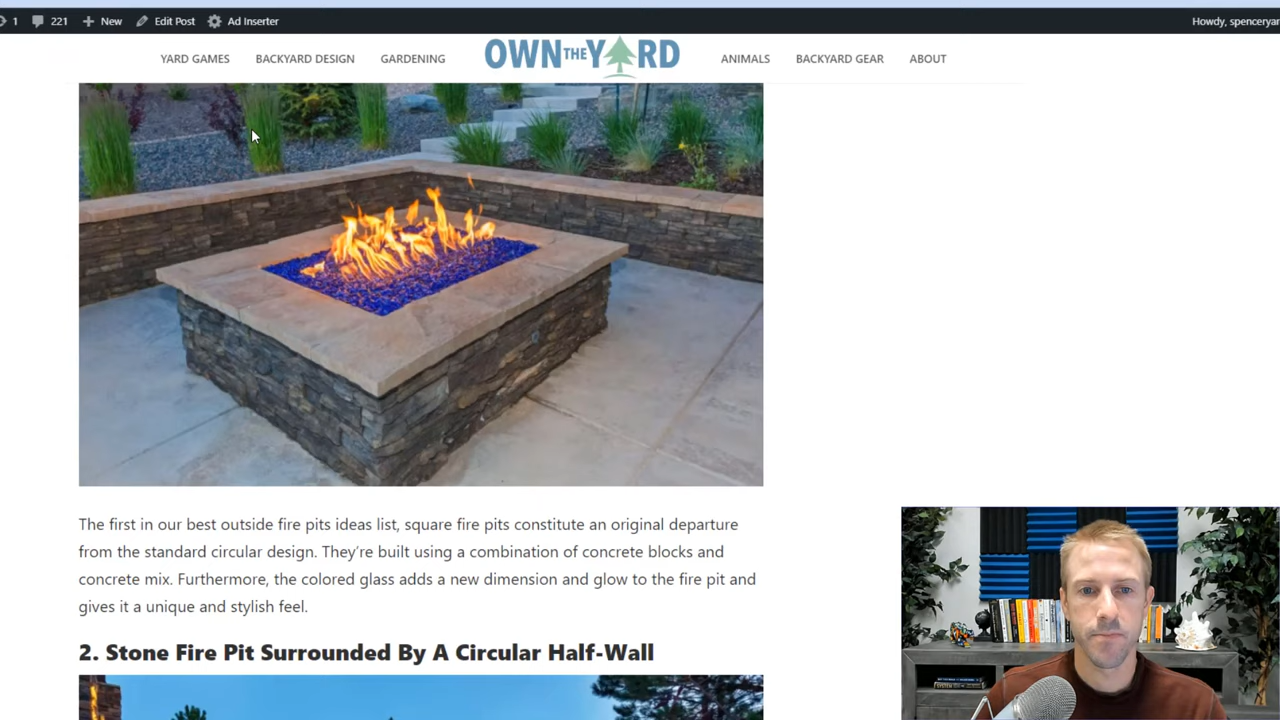 1 221 New Edit Post Ad Inserter Howdy, spenceryar
YARD GAMES BACKYARD DESIGN GARDENING OWN THE YARD ANIMALS BACKYARD GEAR ABOUT
The first in our best outside fire pits ideas list, square fire pits constitute an original departure
from the standard circular design. They’re built using a combination of concrete blocks and
concrete mix. Furthermore, the colored glass adds a new dimension and glow to the fire pit and
gives it a unique and stylish feel.
2. Stone Fire Pit Surrounded By A Circular Half-Wall